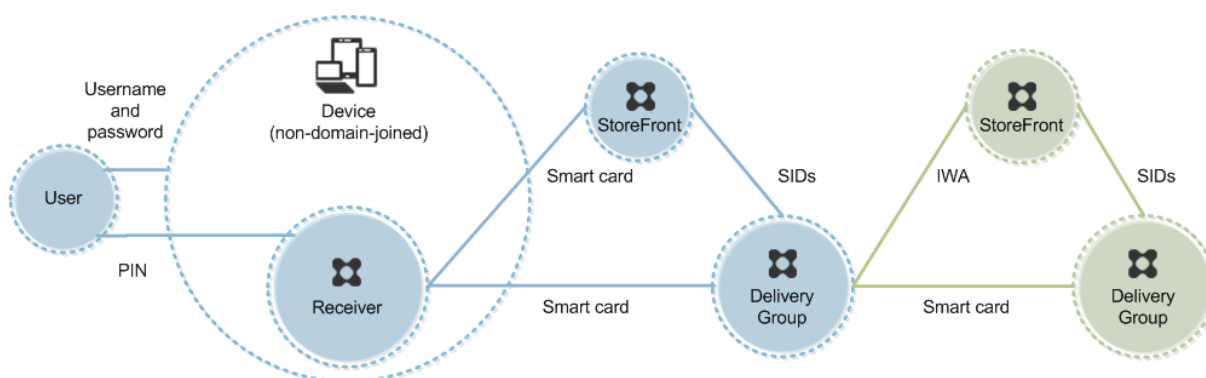 Username
and
password
User
PIN
Device
(non-domain-joined)
Receiver
StoreFront
Smart card
SIDs
Smart card
Delivery
Group
StoreFront
IWA
SIDs
Smart card
Delivery
Group